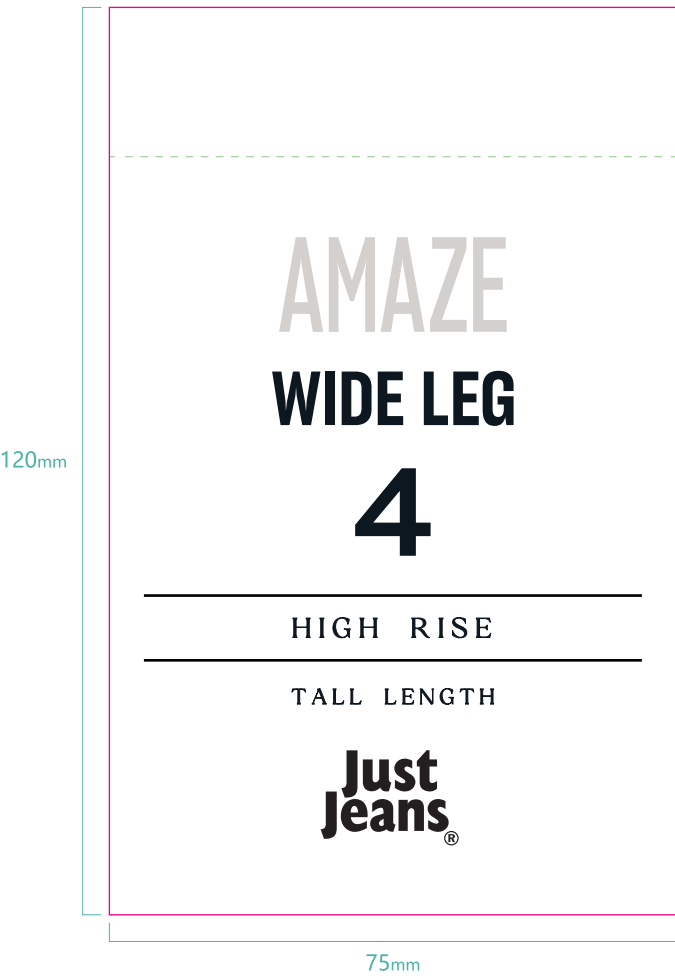 AMAZE
WIDE LEG
4
120mm
HIGH RISE
TALL LENGTH
Just
Jeans®
75mm